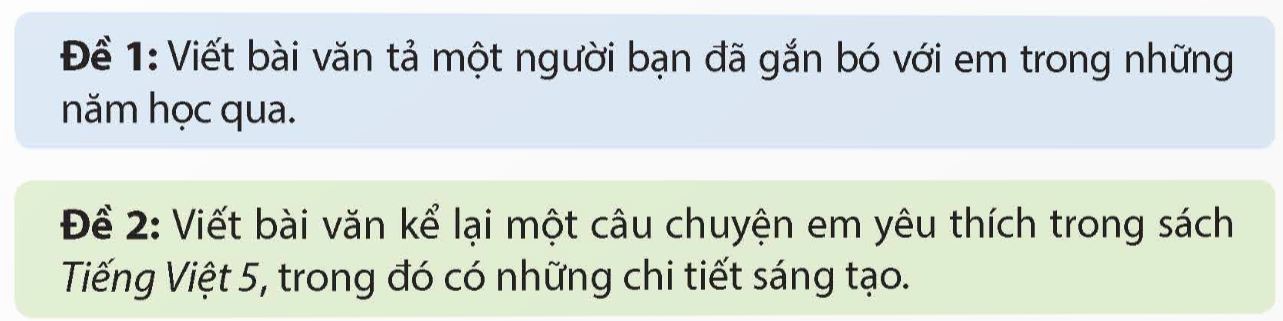 Đề 1: Viết bài văn tả một người bạn đã gắn bó với em trong những
năm học qua.
Đề 2: Viết bài văn kể lại một câu chuyện em yêu thích trong sách
Tiếng Việt 5, trong đó có những chi tiết sáng tạo.